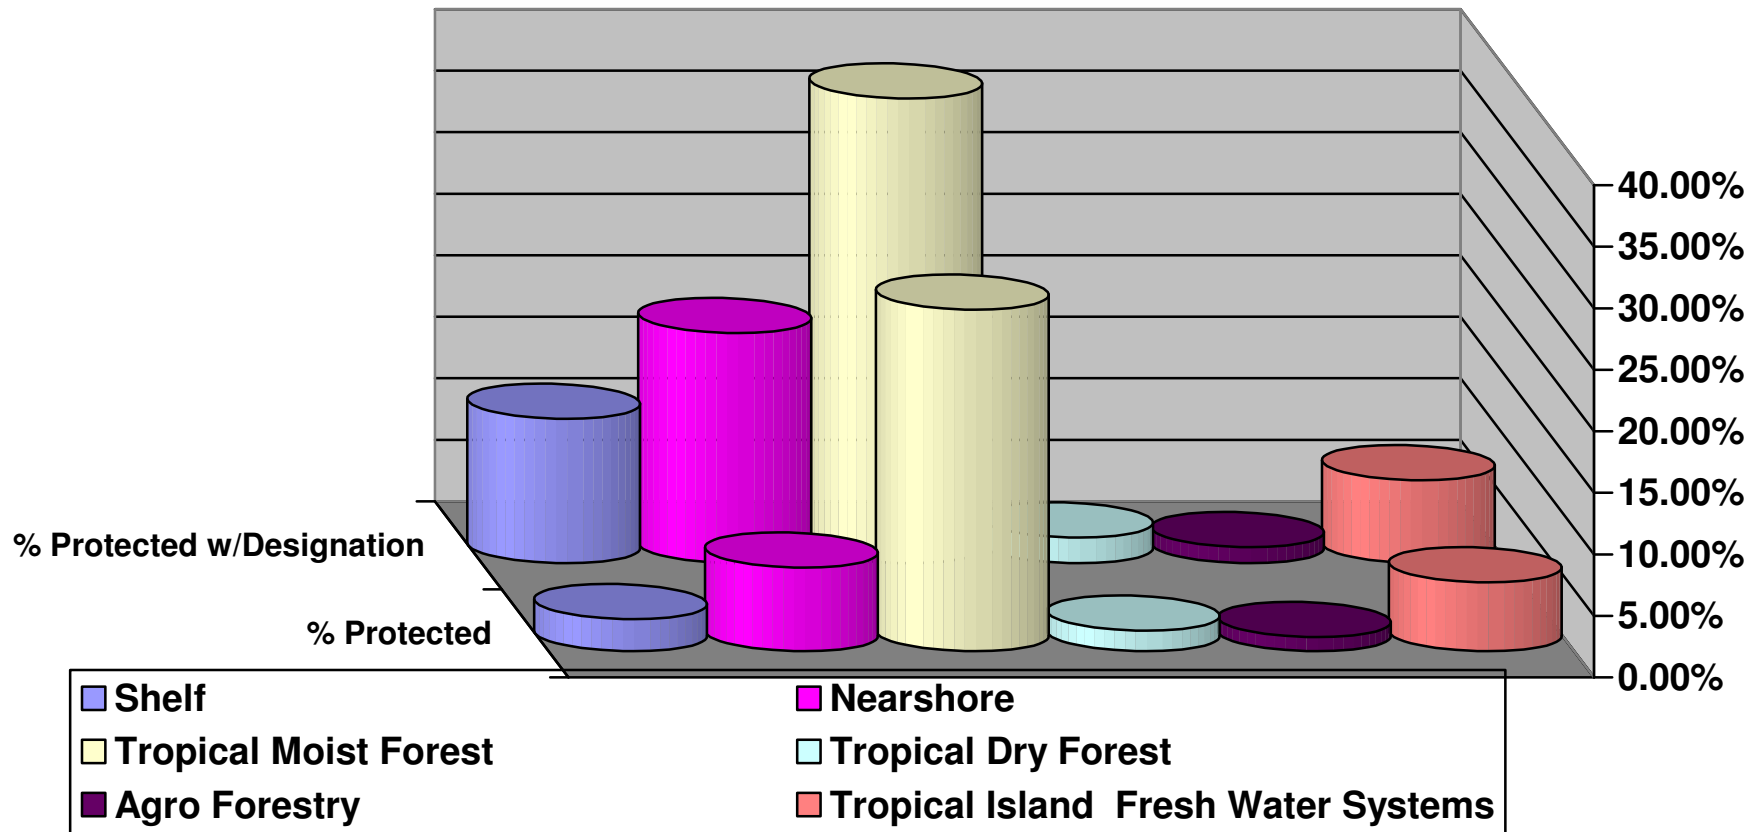 40.00%
35.00%
30.00%
25.00%
20.00%
15.00%
10.00%
5.00%
0.00%
% Protected w/Designation
% Protected
Shelf
Nearshore
Tropical Moist Forest
Tropical Dry Forest
Agro Forestry
Tropical Island  Fresh Water Systems